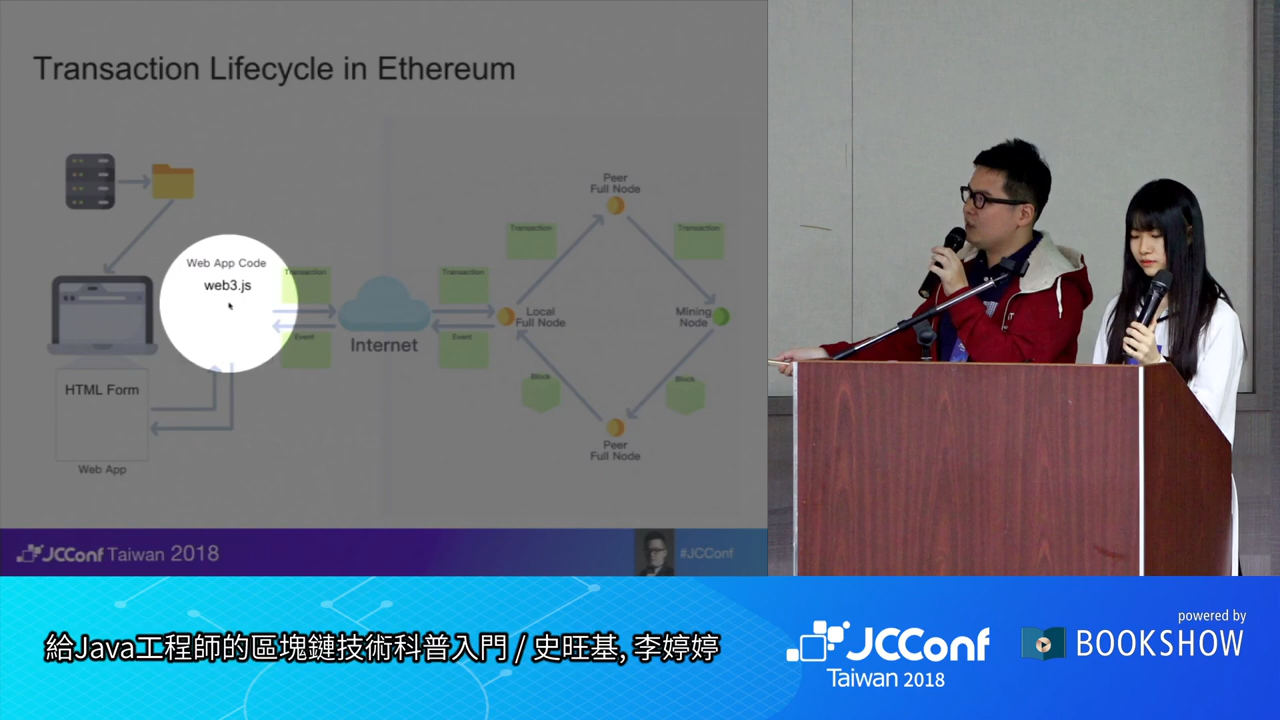 Transaction Lifecycle in Ethereum
Peer
Full Node
Transaction
Transaction
Web App Code
web3.js
Transaction
Transaction
Local
Full Node
Mining
Node
Internet
Event
Event
Block
Block
HTML Form
Peer
Full Node
Web App
JCConf Taiwan 2018
#JCConf
給Java工程師的區塊鏈技術科普入門 / 史旺基, 李婷婷
JCConf
Taiwan 2018
powered by
BOOKSHOW